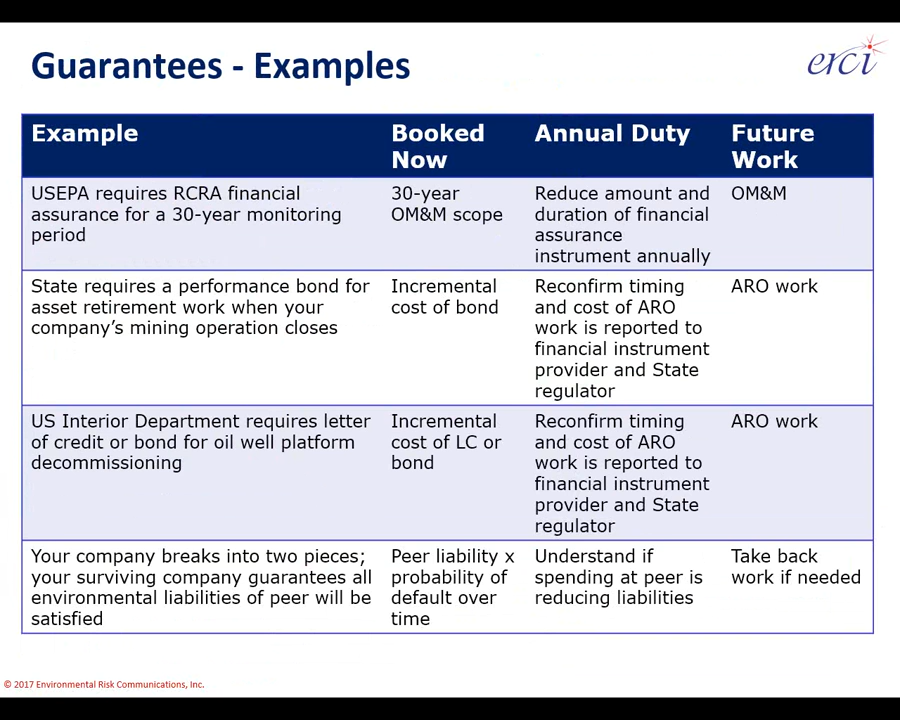 Guarantees - Examples
erci
Example
Booked
Now
Annual Duty
Future
Work
USEPA requires RCRA financial
assurance for a 30-year monitoring
period
30-year
OM&M scope
Reduce amount and
duration of financial
assurance
instrument annually
OM&M
State requires a performance bond for
asset retirement work when your
company's mining operation closes
Incremental
cost of bond
Reconfirm timing
and cost of ARO
work is reported to
financial instrument
provider and State
regulator
ARO work
US Interior Department requires letter
of credit or bond for oil well platform
decommissioning
Incremental
cost of LC or
bond
Reconfirm timing
and cost of ARO
work is reported to
financial instrument
provider and State
regulator
ARO work
Your company breaks into two pieces;
your surviving company guarantees all
environmental liabilities of peer will be
satisfied
Peer liability x
probability of
default over
time
Understand if
spending at peer is
reducing liabilities
Take back
work if needed
© 2017 Environmental Risk Communications, Inc.